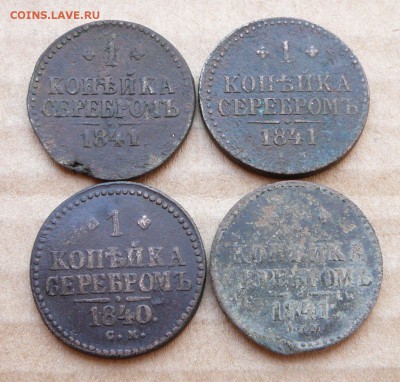 COINS.LAVE.RU
1
КОПѢЙКА
СЕРЕБРОМЪ
1841
1
КОПѢЙКА
СЕРЕБРОМЪ
1841
1
КОПѢЙКА
СЕРЕБРОМЪ
1840.
С.М.
КОПѢЙКА
СЕРЕБРОМЪ
1841